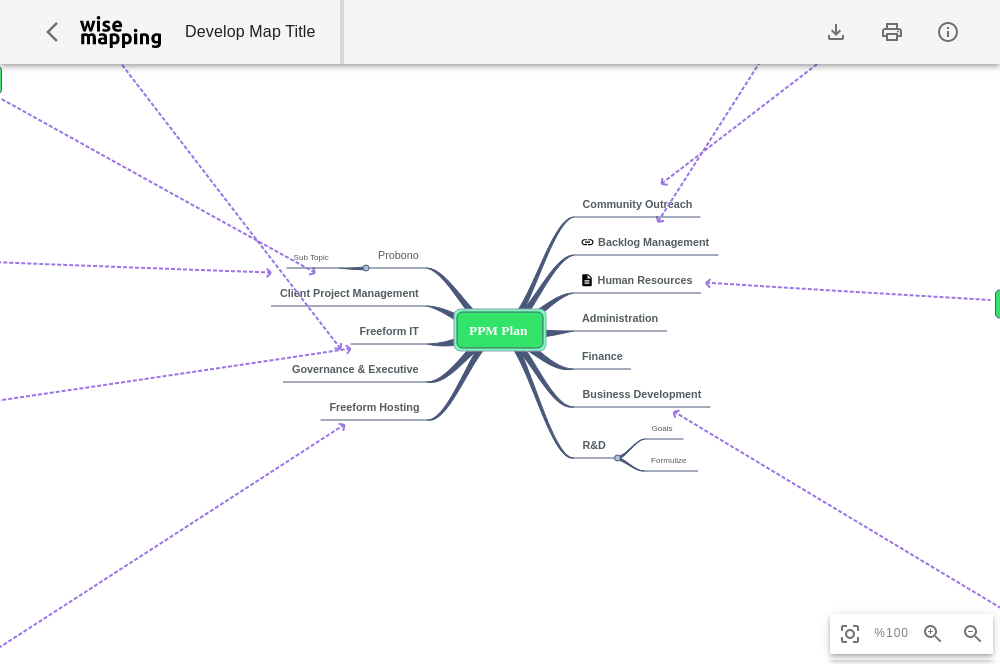 wise
mapping
Develop Map Title
Community Outreach
Backlog Management
Human Resources
Administration
Finance
Business Development
R&D
Goals
Formulize
PPM Plan
Probono
Sub Topic
Client Project Management
Freeform IT
Governance & Executive
Freeform Hosting
%100